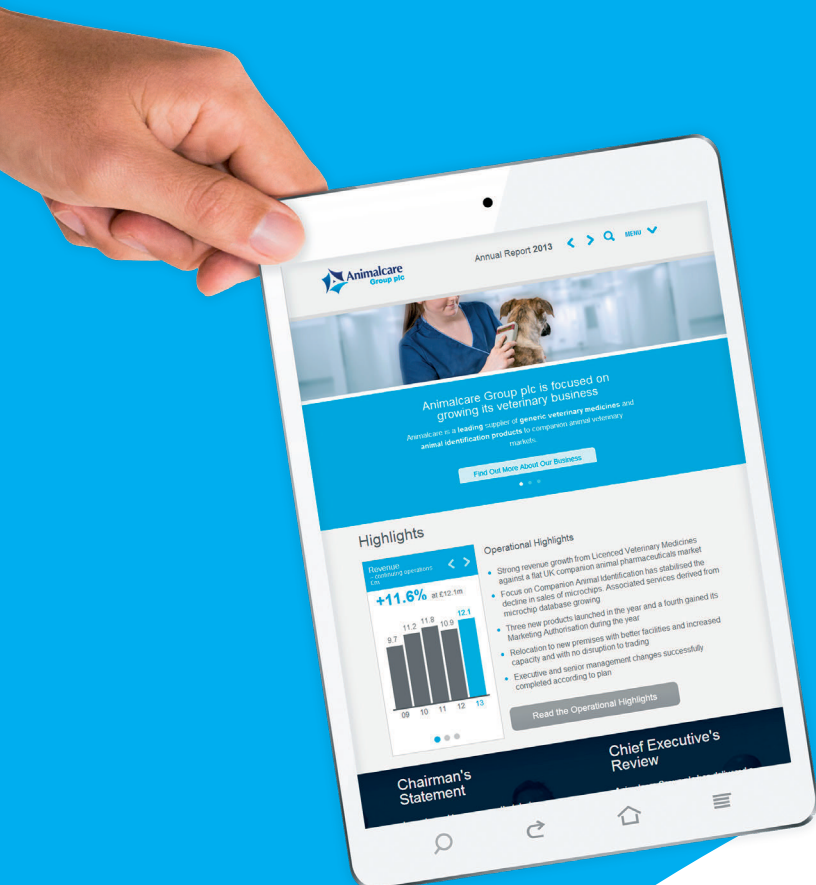 Animalcare
Group plc
Annual Report 2013
MENU
Animalcare Group plc is focused on
growing its veterinary business
Animalcare is a leading supplier of generic veterinary medicines and
animal identification products to companion animal veterinary
markets.
Find Out More About Our Business
Highlights
Revenue
– continuing operations
£m
+11.6% at £12.1m
9.7 11.2 11.8 10.9 12.1
09 10 11 12 13
Operational Highlights
• Strong revenue growth from Licenced Veterinary Medicines
against a flat UK companion animal pharmaceuticals market
• Focus on Companion Animal Identification has stabilised the
decline in sales of microchips. Associated services derived from
microchip database growing
• Three new products launched in the year and a fourth gained its
Marketing Authorisation during the year
• Relocation to new premises with better facilities and increased
capacity and with no disruption to trading
• Executive and senior management changes successfully
completed according to plan
Read the Operational Highlights
Chairman's
Statement
Chief Executive's
Review